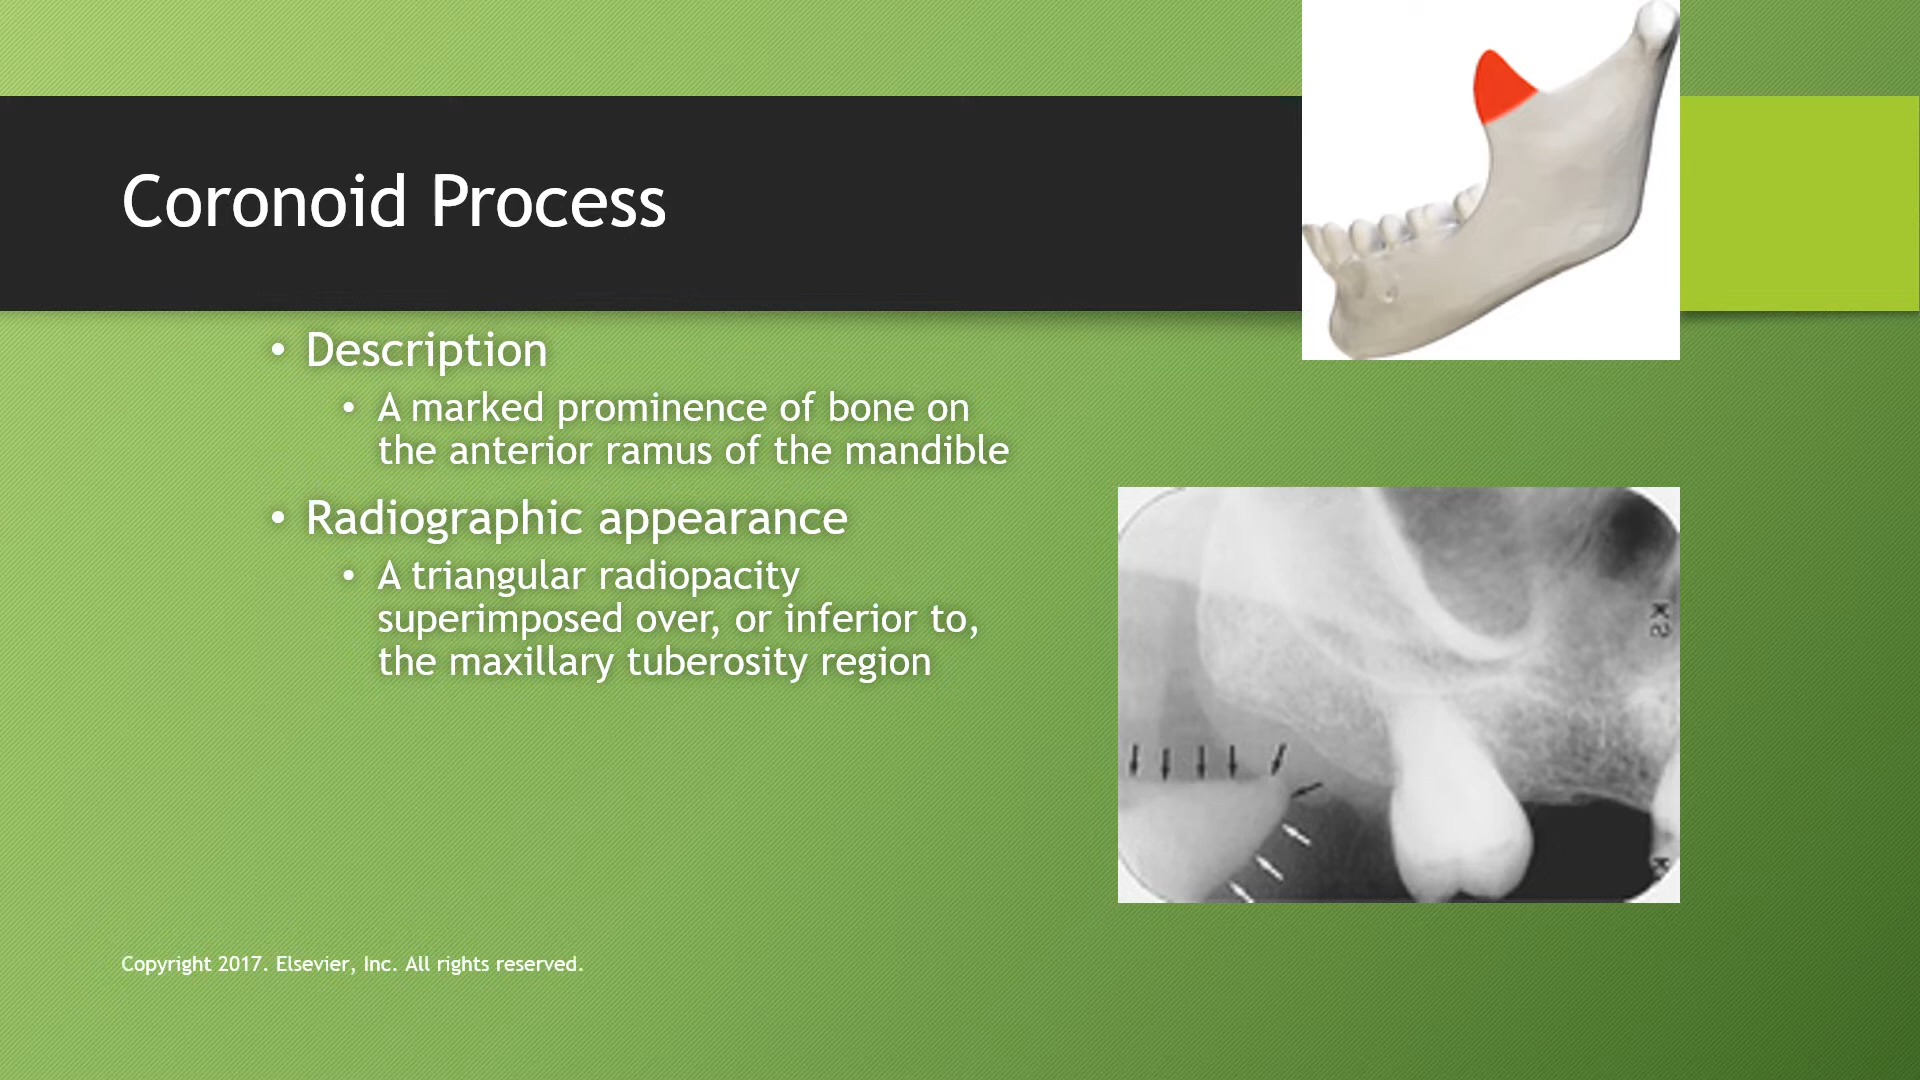 Coronoid Process
• Description
• A marked prominence of bone on
the anterior ramus of the mandible
• Radiographic appearance
• A triangular radiopacity
superimposed over, or inferior to,
the maxillary tuberosity region
Copyright 2017. Elsevier, Inc. All rights reserved.